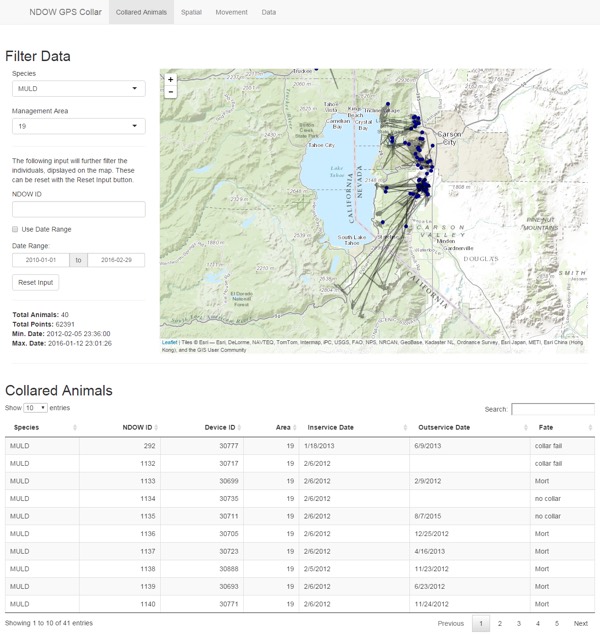 NDOW GPS Collar Collared Animals Spatial Movement Data
Filter Data
Species
MULD
Management Area
19
The following input will further filter the
individuals, dipslayed on the map. These
can be reset with the Reset Input button.
NDOW ID
Use Date Range
Date Range:
2010-01-01 to 2016-02-29
Reset Input
Total Animals: 40
Total Points: 62391
Min. Date: 2012-02-05 23:36:00
Max. Date: 2016-01-12 23:01:26
+
-
Truckee
Kings Beach
Incline Village
Carnelian Bay
Crystal Bay
Tahoe City
Carson City
Lake Tahoe
CALIFORNIA
NEVADA
South Lake Tahoe
CARSON VALLEY
Minden
Gardnerville
DOUGLAS
PINE NUT MOUNTAINS
SMITH
El Dorado National Forest
CALIFORNIA
Leaflet | Tiles © Esri — Esri, DeLorme, NAVTEQ, TomTom, Intermap, iPC, USGS, FAO, NPS, NRCAN, GeoBase, Kadaster NL, Ordnance Survey, Esri Japan, METI, Esri China (Hong
Kong), and the GIS User Community
Collared Animals
Show 10 entries Search:
Species NDOW ID Device ID Area Inservice Date Outservice Date Fate
MULD 292 30777 19 1/18/2013 6/9/2013 collar fail
MULD 1132 30717 19 2/6/2012 collar fail
MULD 1133 30699 19 2/6/2012 2/9/2012 Mort
MULD 1134 30735 19 2/6/2012 no collar
MULD 1135 30711 19 2/6/2012 8/7/2015 no collar
MULD 1136 30705 19 2/6/2012 12/25/2012 Mort
MULD 1137 30723 19 2/6/2012 4/16/2013 Mort
MULD 1138 30888 19 2/5/2012 11/23/2012 Mort
MULD 1139 30693 19 2/6/2012 6/23/2012 Mort
MULD 1140 30771 19 2/6/2012 11/24/2012 Mort
Showing 1 to 10 of 41 entries Previous 1 2 3 4 5 Next